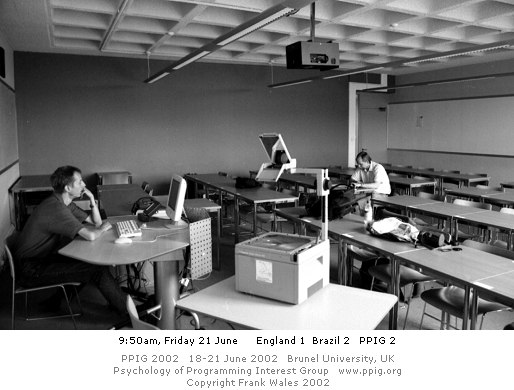 9:50am, Friday 21 June England 1 Brazil 2 PPIG 2
PPIG 2002 18-21 June 2002 Brunel University, UK
Psychology of Programming Interest Group www.ppig.org
Copyright Frank Wales 2002